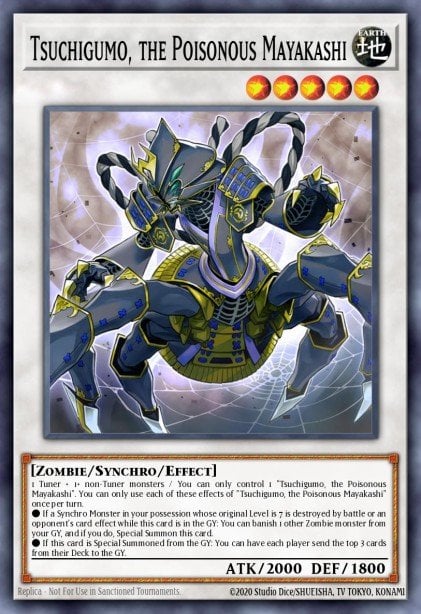 Tsuchigumo, the Poisonous Mayakashi
EARTH
地
[Zombie/Synchro/Effect]
1 Tuner + 1+ non-Tuner monsters / You can only control 1 "Tsuchigumo, the Poisonous
Mayakashi". You can only use each of these effects of "Tsuchigumo, the Poisonous Mayakashi"
once per turn.
● If a Synchro Monster in your possession whose original Level is 7 is destroyed by battle or an
opponent's card effect while this card is in the GY: You can banish 1 other Zombie monster from
your GY, and if you do, Special Summon this card.
● If this card is Special Summoned from the GY: You can have each player send the top 3 cards
from their Deck to the GY.
ATK/2000 DEF/1800
Replica - Not For Use in Sanctioned Tournaments.
©2020 Studio Dice/SHUEISHA, TV TOKYO, KONAMI